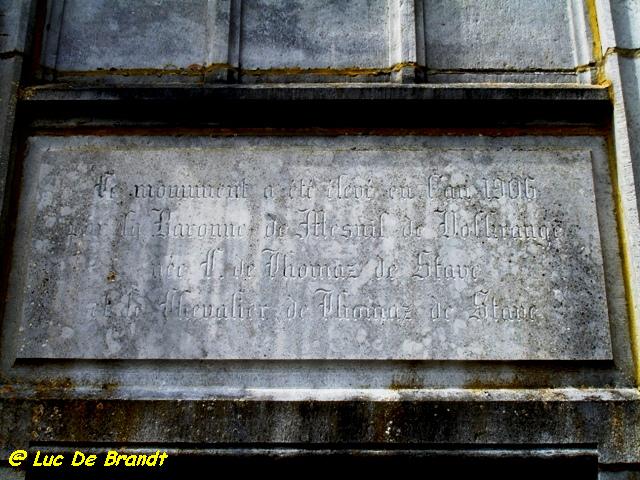 Ce monument a été élevé en l'an 1906
par la Baronne de Mesnil de Volkrange
née L. de Thomaz de Stave
et le Chevalier de Thomaz de Stave
@ Luc De Brandt